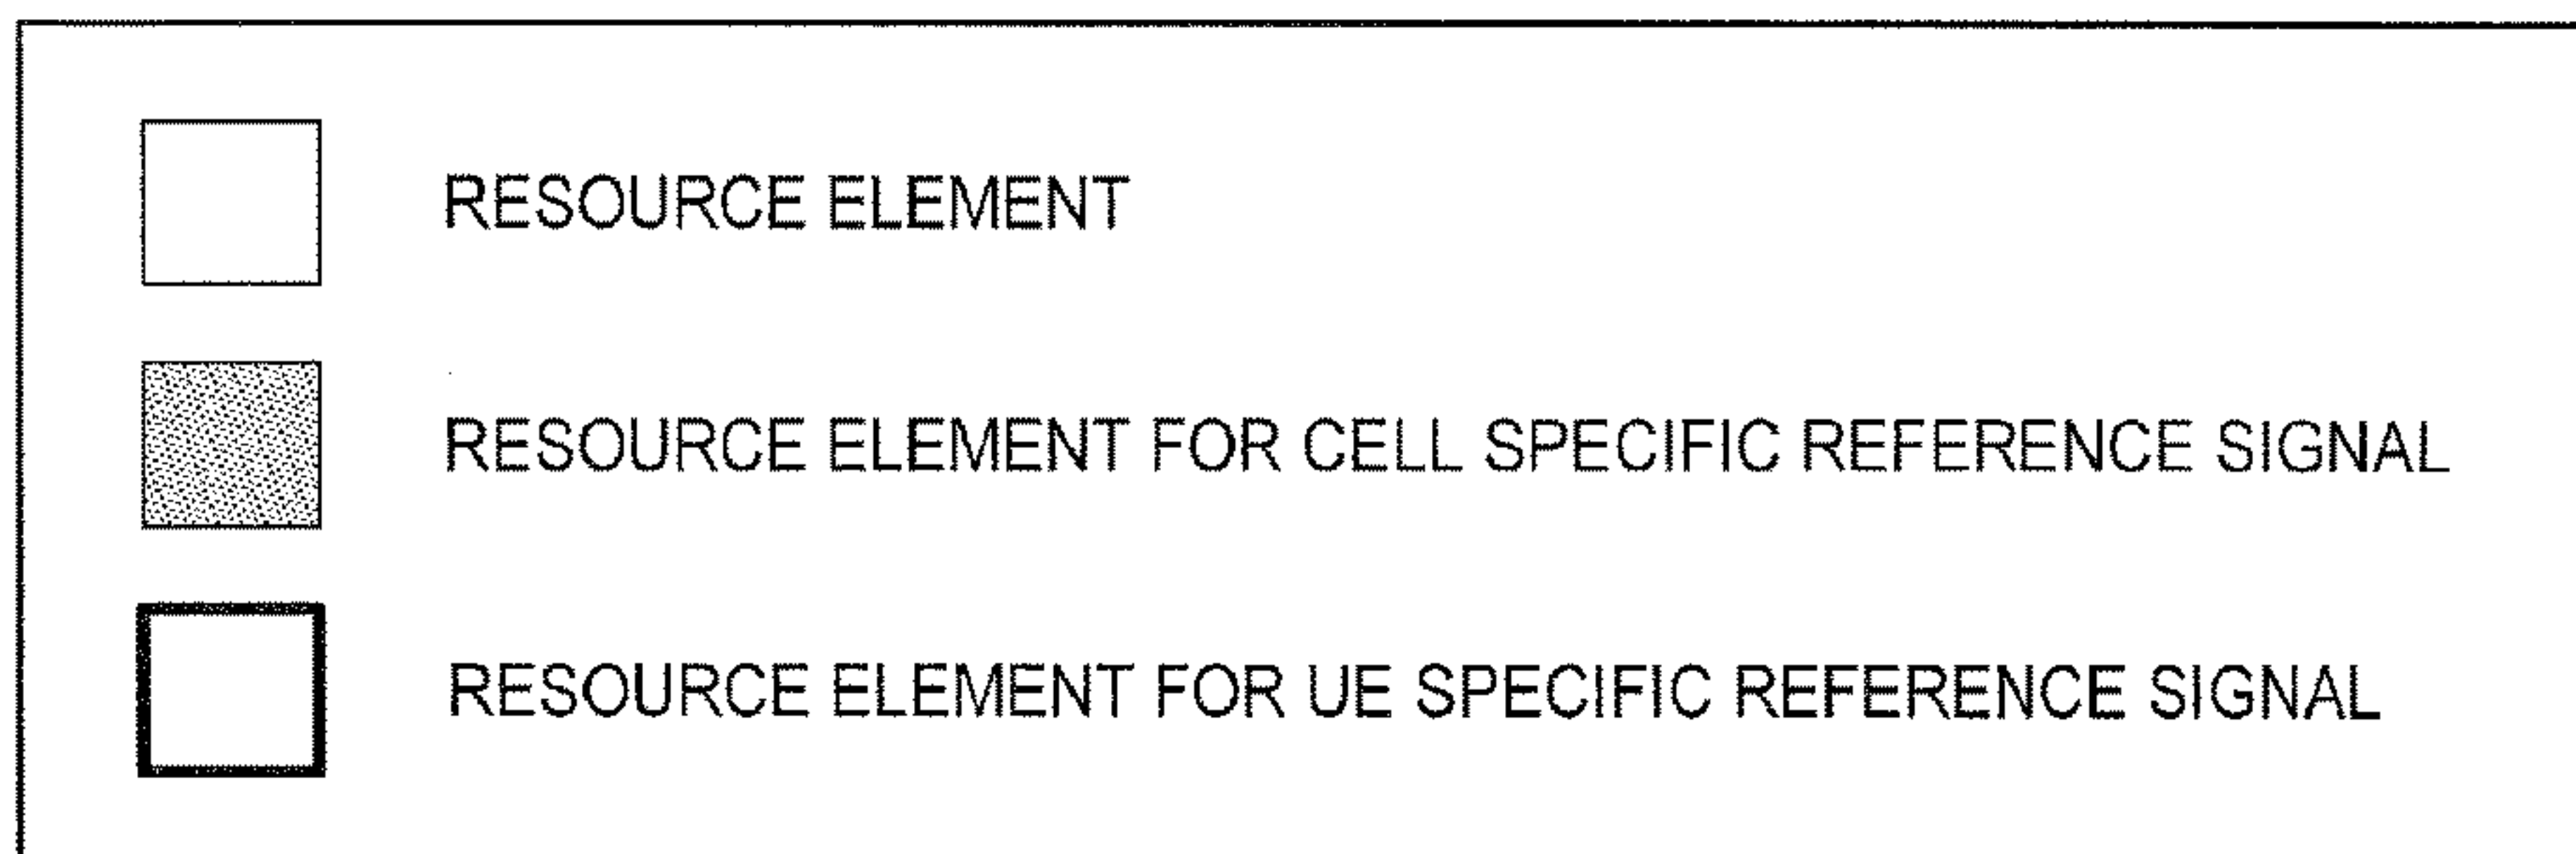 RESOURCE ELEMENT
RESOURCE ELEMENT FOR CELL SPECIFIC REFERENCE SIGNAL
RESOURCE ELEMENT FOR UE SPECIFIC REFERENCE SIGNAL